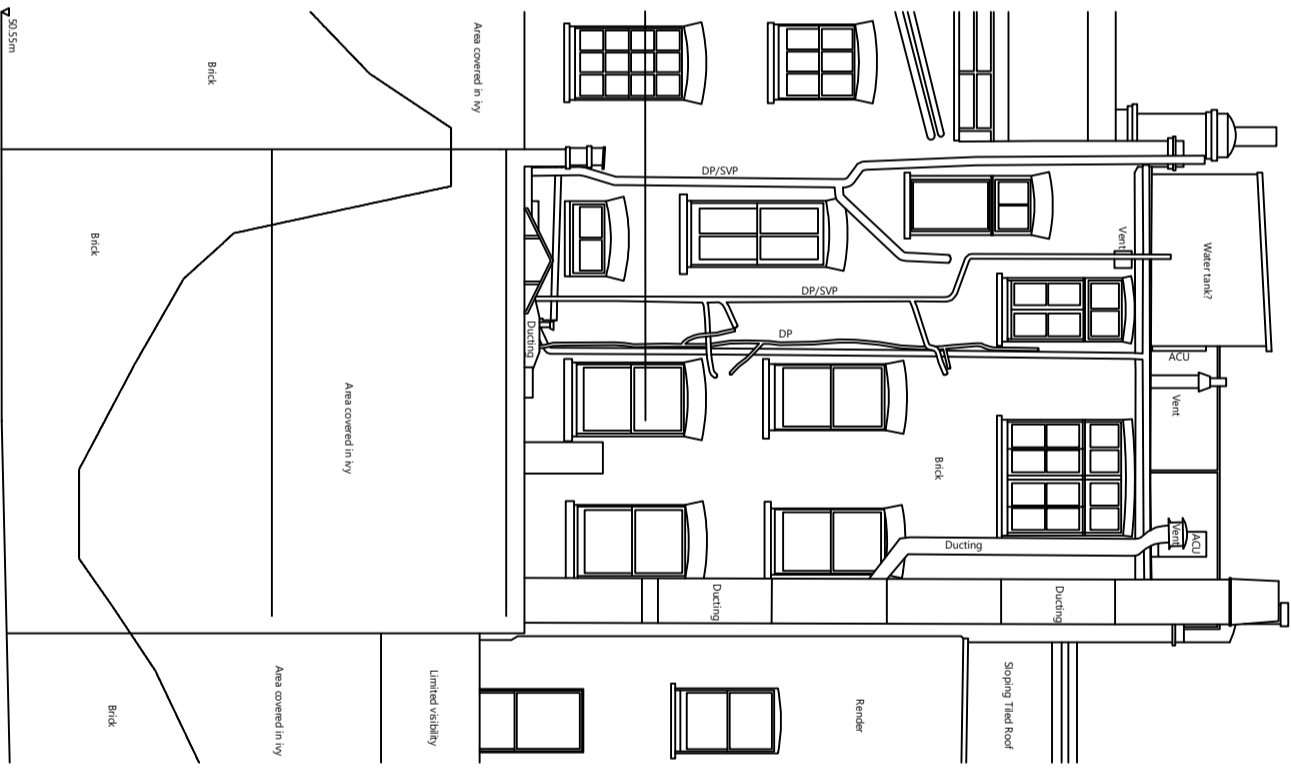 50.55m
Brick
Area covered in ivy
DP/SVP
Vent
Water tank?
Brick
DP/SVP
DP
Ducting
ACU
Vent
Area covered in ivy
Brick
Ducting
Vent
ACU
Ducting
Ducting
Brick
Area covered in ivy
Limited visibility
Render
Sloping Tiled Roof